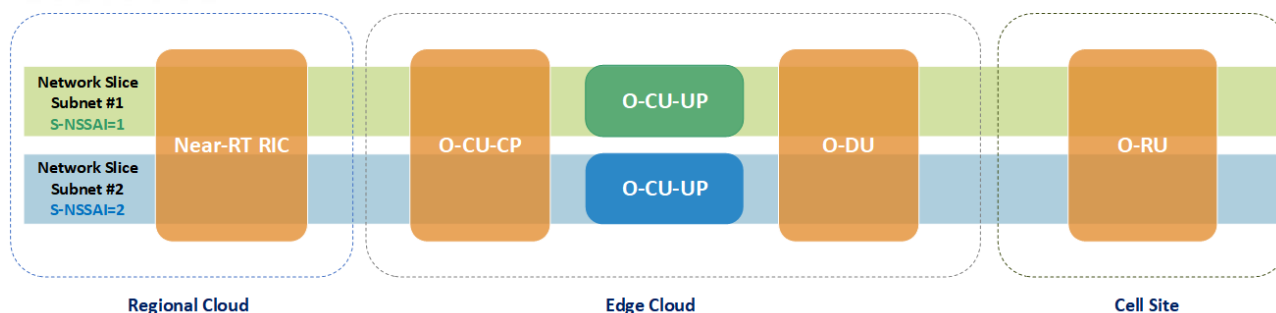 Network Slice
Subnet #1
S-NSSAI=1
Network Slice
Subnet #2
S-NSSAI=2
Near-RT RIC
O-CU-CP
O-CU-UP
O-CU-UP
O-DU
O-RU
Regional Cloud
Edge Cloud
Cell Site